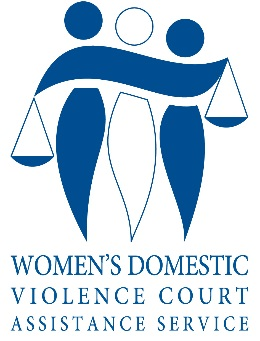 WOMEN'S DOMESTIC
VIOLENCE COURT
ASSISTANCE SERVICE